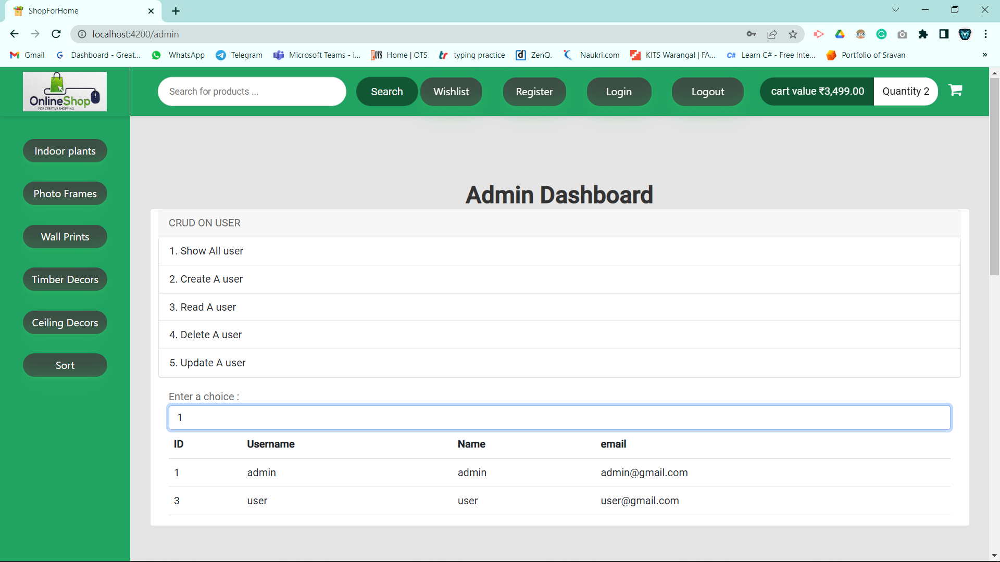 ShopForHome
localhost:4200/admin
Gmail
Dashboard - Great...
WhatsApp
Telegram
Microsoft Teams - i...
OTS Home | OTS
tr typing practice
d ZenQ.
Naukri.com
KITS Warangal | FA...
C# Learn C# - Free Inte...
Portfolio of Sravan
»
OnlineShop
FOR CREATIVE SHOPPING
Search for products ...
Search
Wishlist
Register
Login
Logout
cart value ₹3,499.00
Quantity 2
Indoor plants
Photo Frames
Wall Prints
Timber Decors
Ceiling Decors
Sort
Admin Dashboard
CRUD ON USER
1. Show All user
2. Create A user
3. Read A user
4. Delete A user
5. Update A user
Enter a choice :
1
ID Username Name email
1 admin admin admin@gmail.com
3 user user user@gmail.com